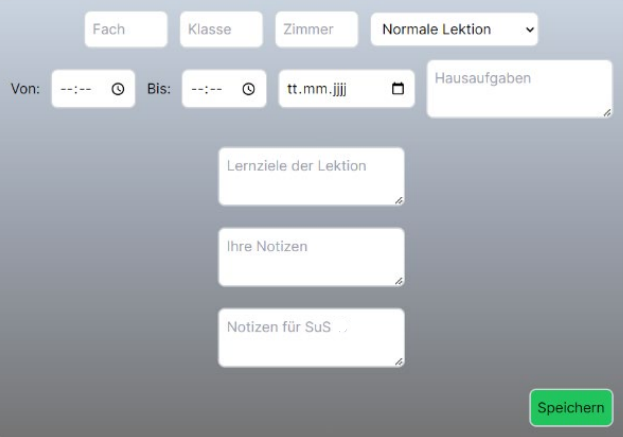 Fach Klasse Zimmer Normale Lektion
Von: --:-- Bis: --:-- tt.mm.jjjj Hausaufgaben
Lernziele der Lektion
Ihre Notizen
Notizen für SuS
Speichern